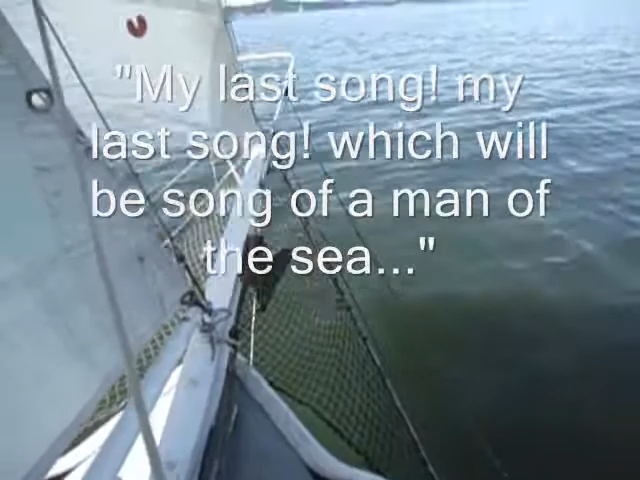 "My last song! my
last song! which will
be song of a man of
the sea..."